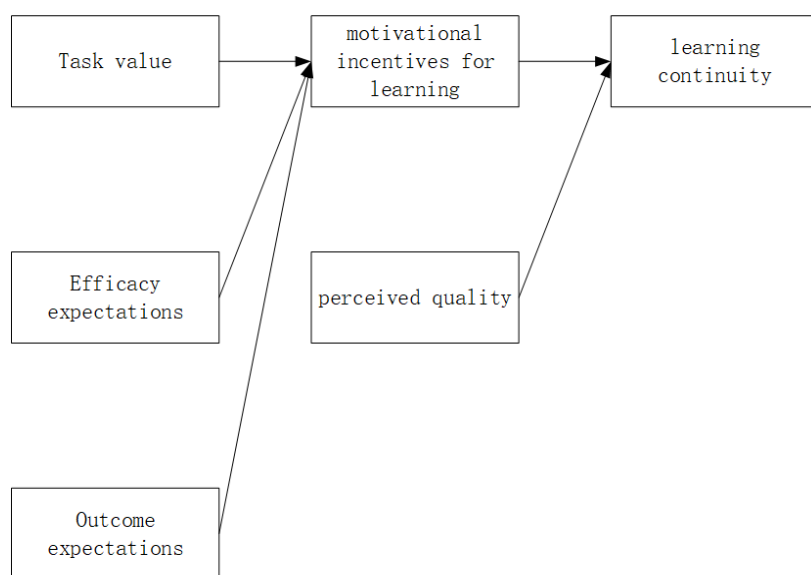 Task value
motivational
incentives for
learning
learning
continuity
Efficacy
expectations
perceived quality
Outcome
expectations